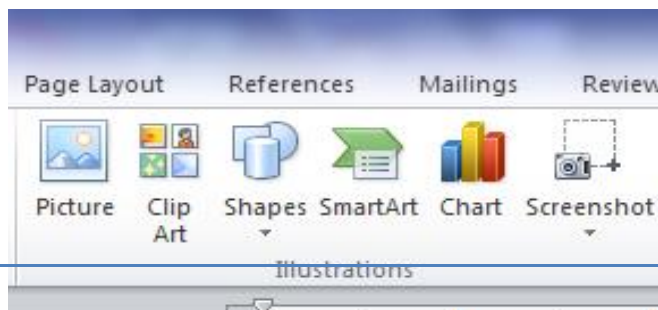 Page Layout References Mailings Review
Picture Clip Shapes SmartArt Chart Screenshot
Art
Illustrations